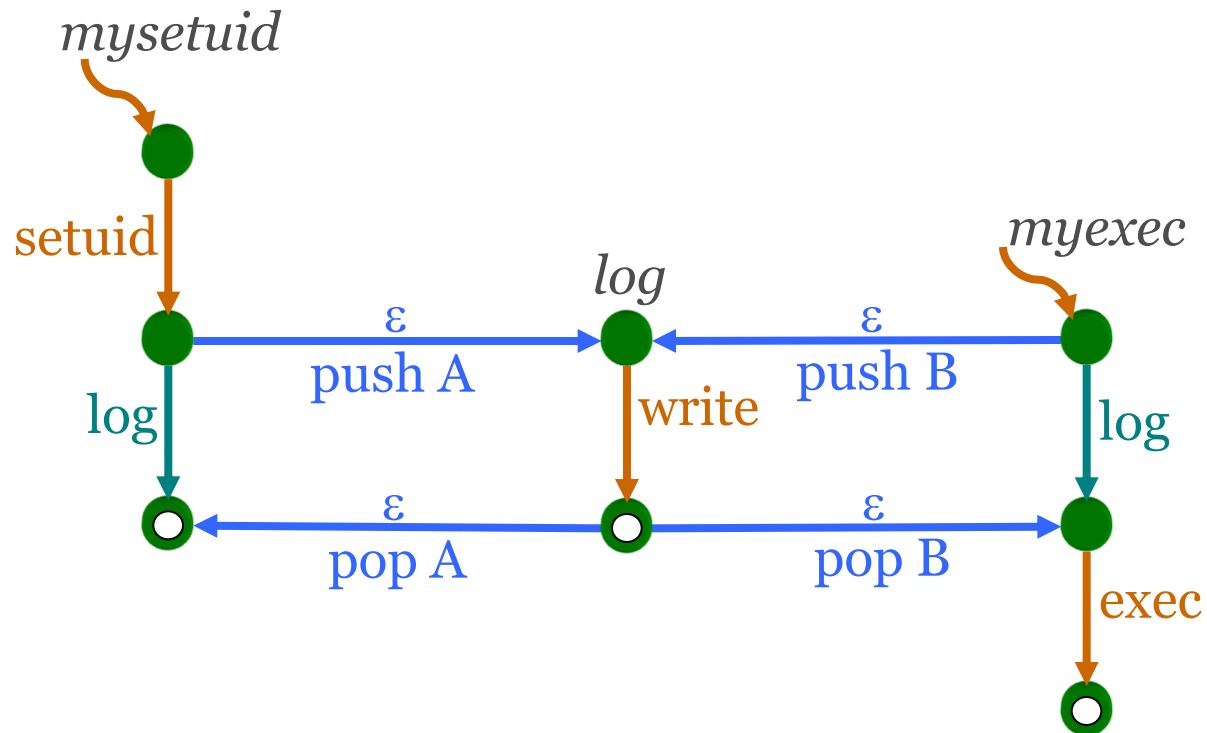 mysetuid
setuid
myexec
log
ε
push A
ε
push B
log
write
log
ε
pop A
ε
pop B
exec